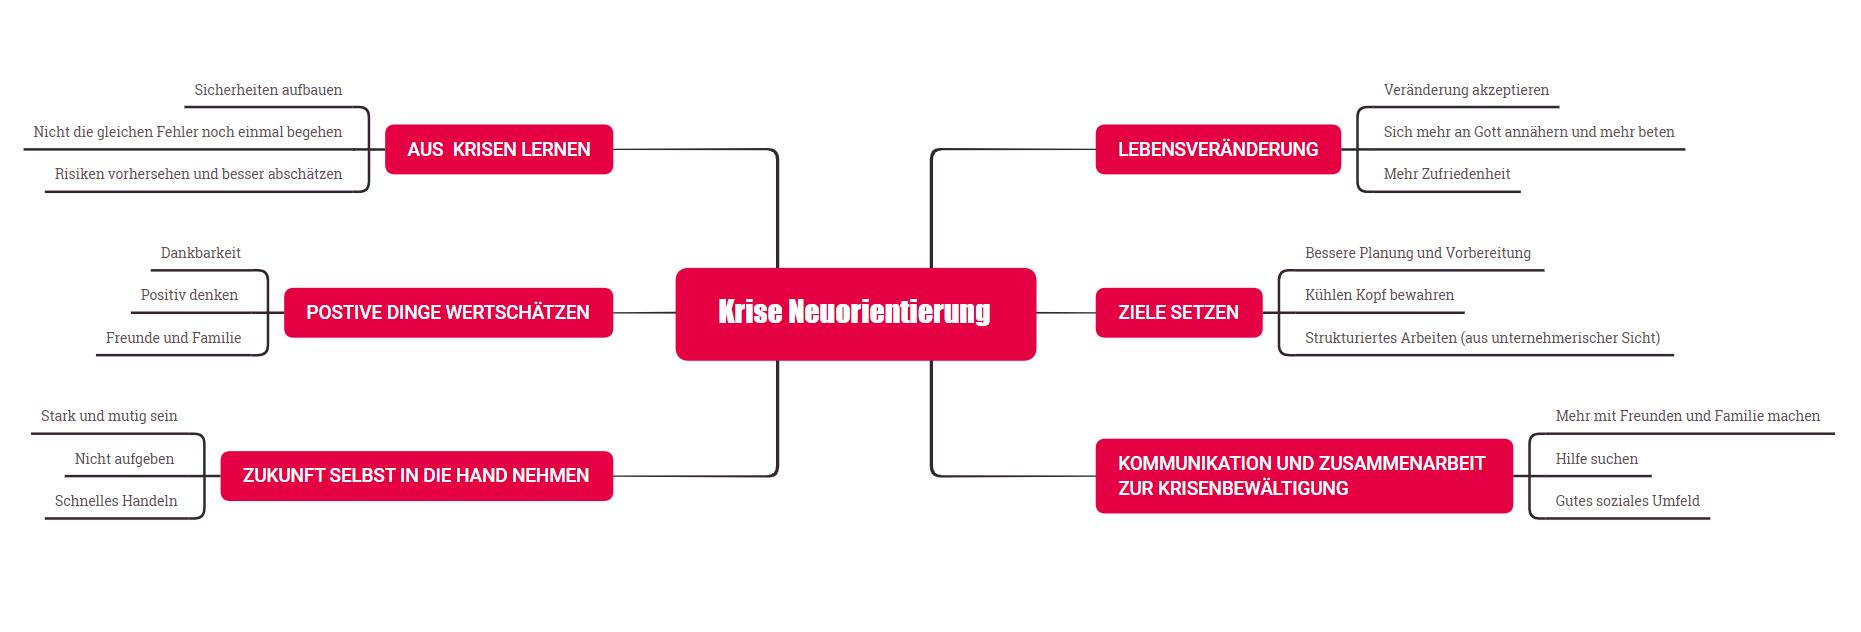 Krise Neuorientierung
AUS  KRISEN LERNEN
Sicherheiten aufbauen
Nicht die gleichen Fehler noch einmal begehen
Risiken vorhersehen und besser abschätzen
POSTIVE DINGE WERTSCHÄTZEN
Dankbarkeit
Positiv denken
Freunde und Familie
ZUKUNFT SELBST IN DIE HAND NEHMEN
Stark und mutig sein
Nicht aufgeben
Schnelles Handeln
LEBENSVERÄNDERUNG
Veränderung akzeptieren
Sich mehr an Gott annähern und mehr beten
Mehr Zufriedenheit
ZIELE SETZEN
Bessere Planung und Vorbereitung
Kühlen Kopf bewahren
Strukturiertes Arbeiten (aus unternehmerischer Sicht)
KOMMUNIKATION UND ZUSAMMENARBEIT
ZUR KRISENBEWÄLTIGUNG
Mehr mit Freunden und Familie machen
Hilfe suchen
Gutes soziales Umfeld